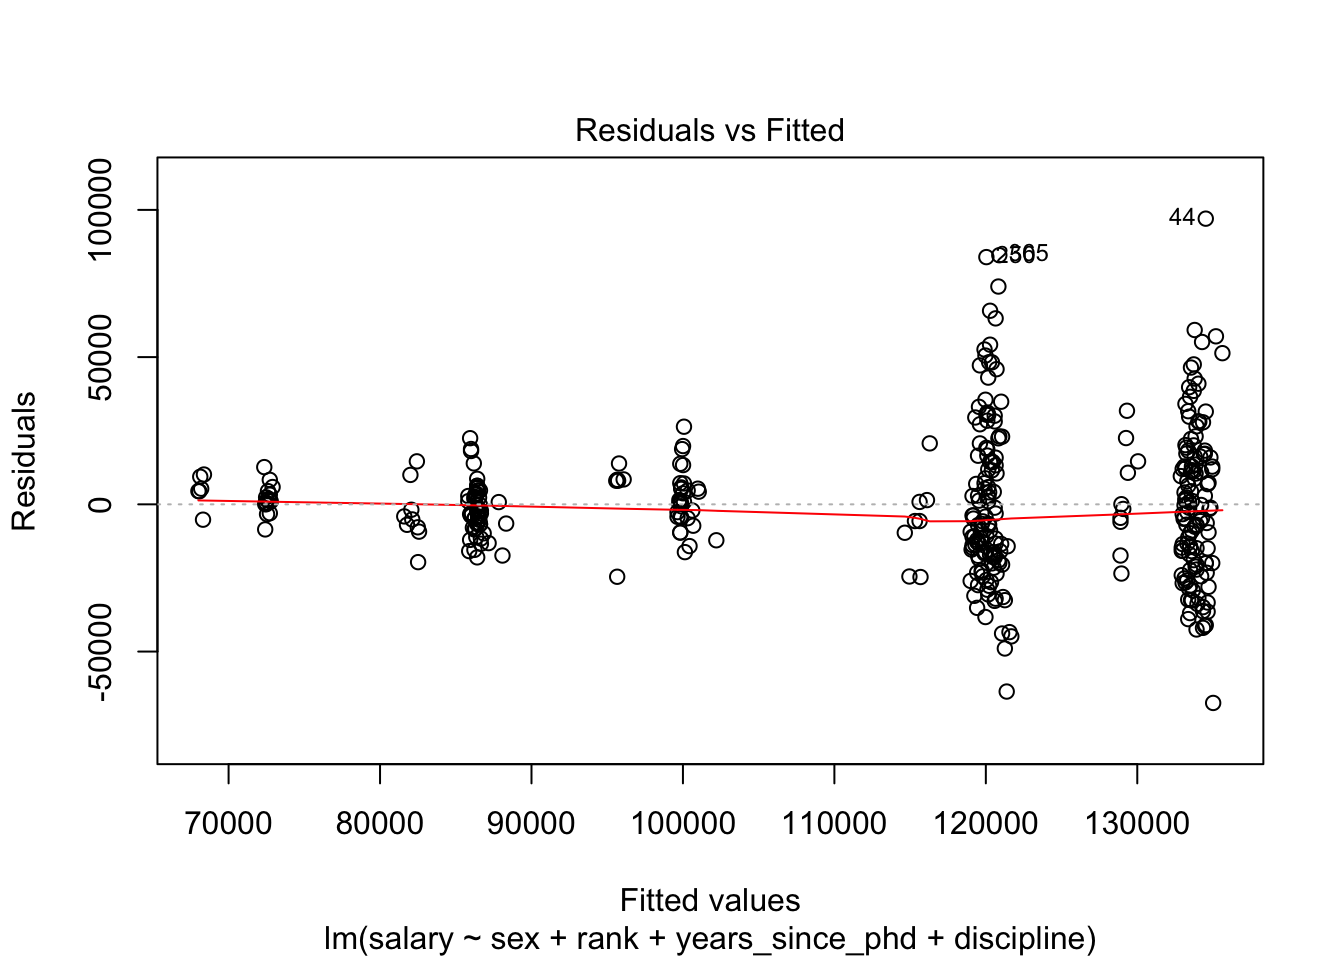 Residuals vs Fitted
Residuals
100000
50000
0
-50000
44
365
70000 80000 90000 100000 110000 120000 130000
Fitted values
lm(salary ~ sex + rank + years_since_phd + discipline)